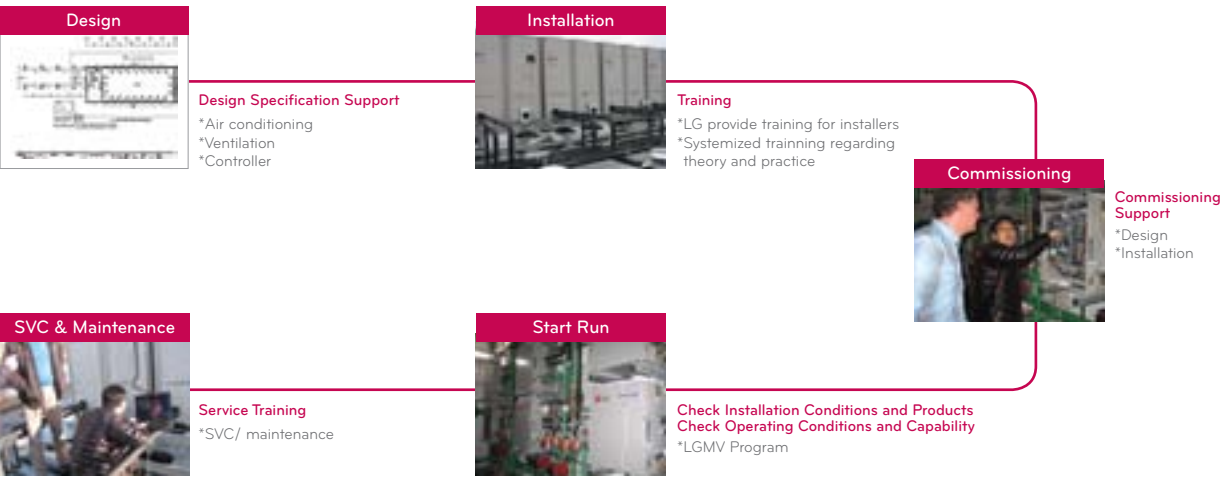 Design
Design Specification Support
*Air conditioning
*Ventilation
*Controller
Installation
Training
*LG provide training for installers
*Systemized trainning regarding
theory and practice
Commissioning
Commissioning
Support
*Design
*Installation
Start Run
Check Installation Conditions and Products
Check Operating Conditions and Capability
*LGMV Program
SVC & Maintenance
Service Training
*SVC/ maintenance